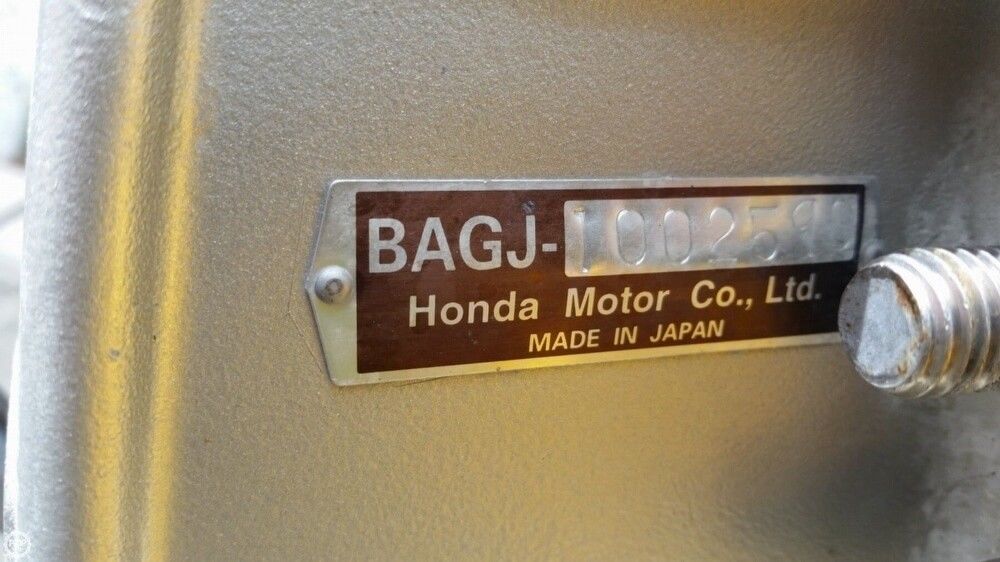 BAGJ-
Honda Motor Co., Ltd.
MADE IN JAPAN